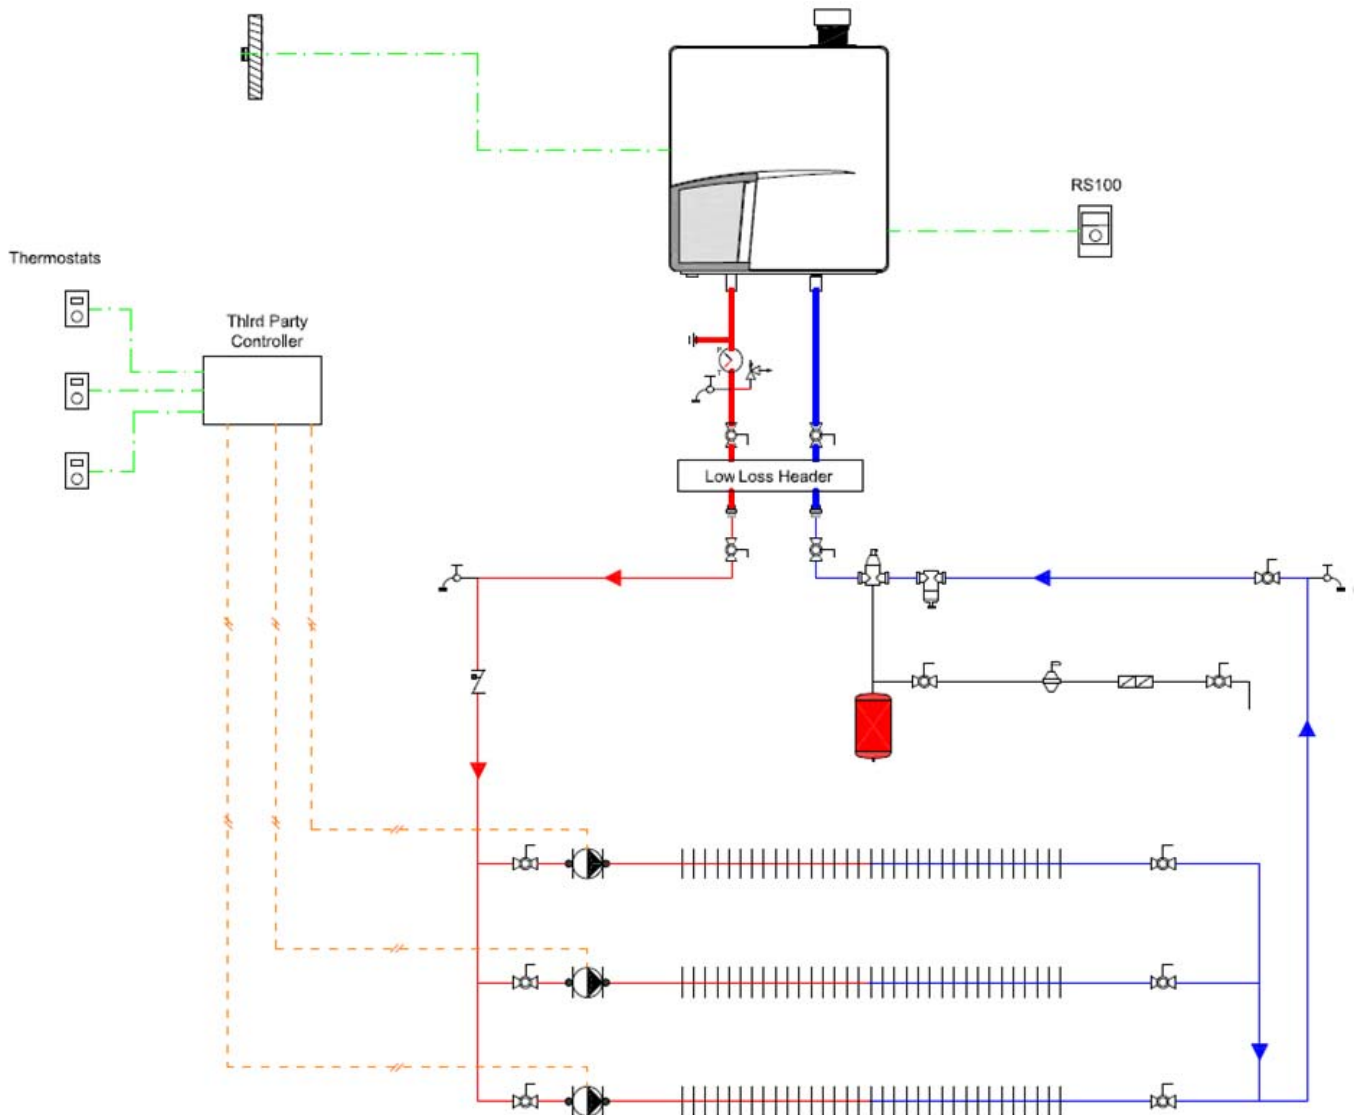 RS100
Thermostats
Third Party
Controller
P
T
Low Loss Header